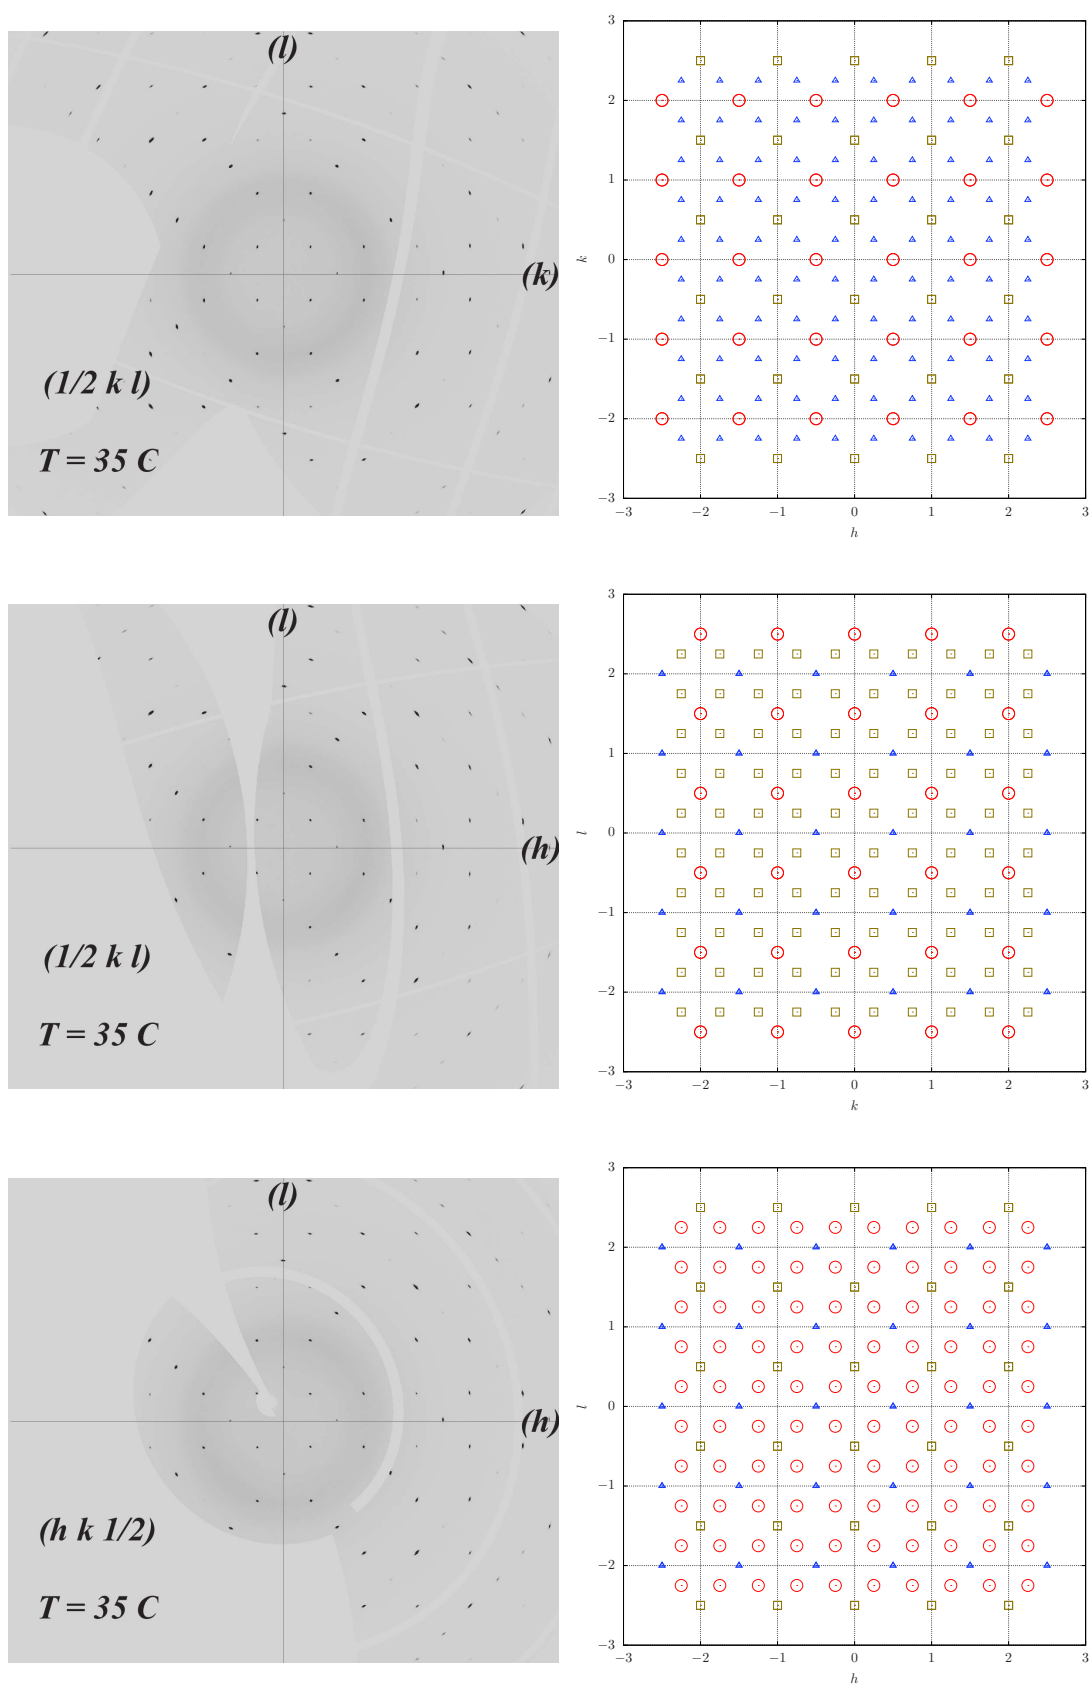 (l)
(k)
(1/2 k l)
T = 35 C
3
2
1
0
−1
−2
−3
−3 −2 −1 0 1 2 3
k
h
(l)
(h)
(1/2 k l)
T = 35 C
3
2
1
0
−1
−2
−3
−3 −2 −1 0 1 2 3
l
k
(l)
(h)
(h k 1/2)
T = 35 C
3
2
1
0
−1
−2
−3
−3 −2 −1 0 1 2 3
l
h